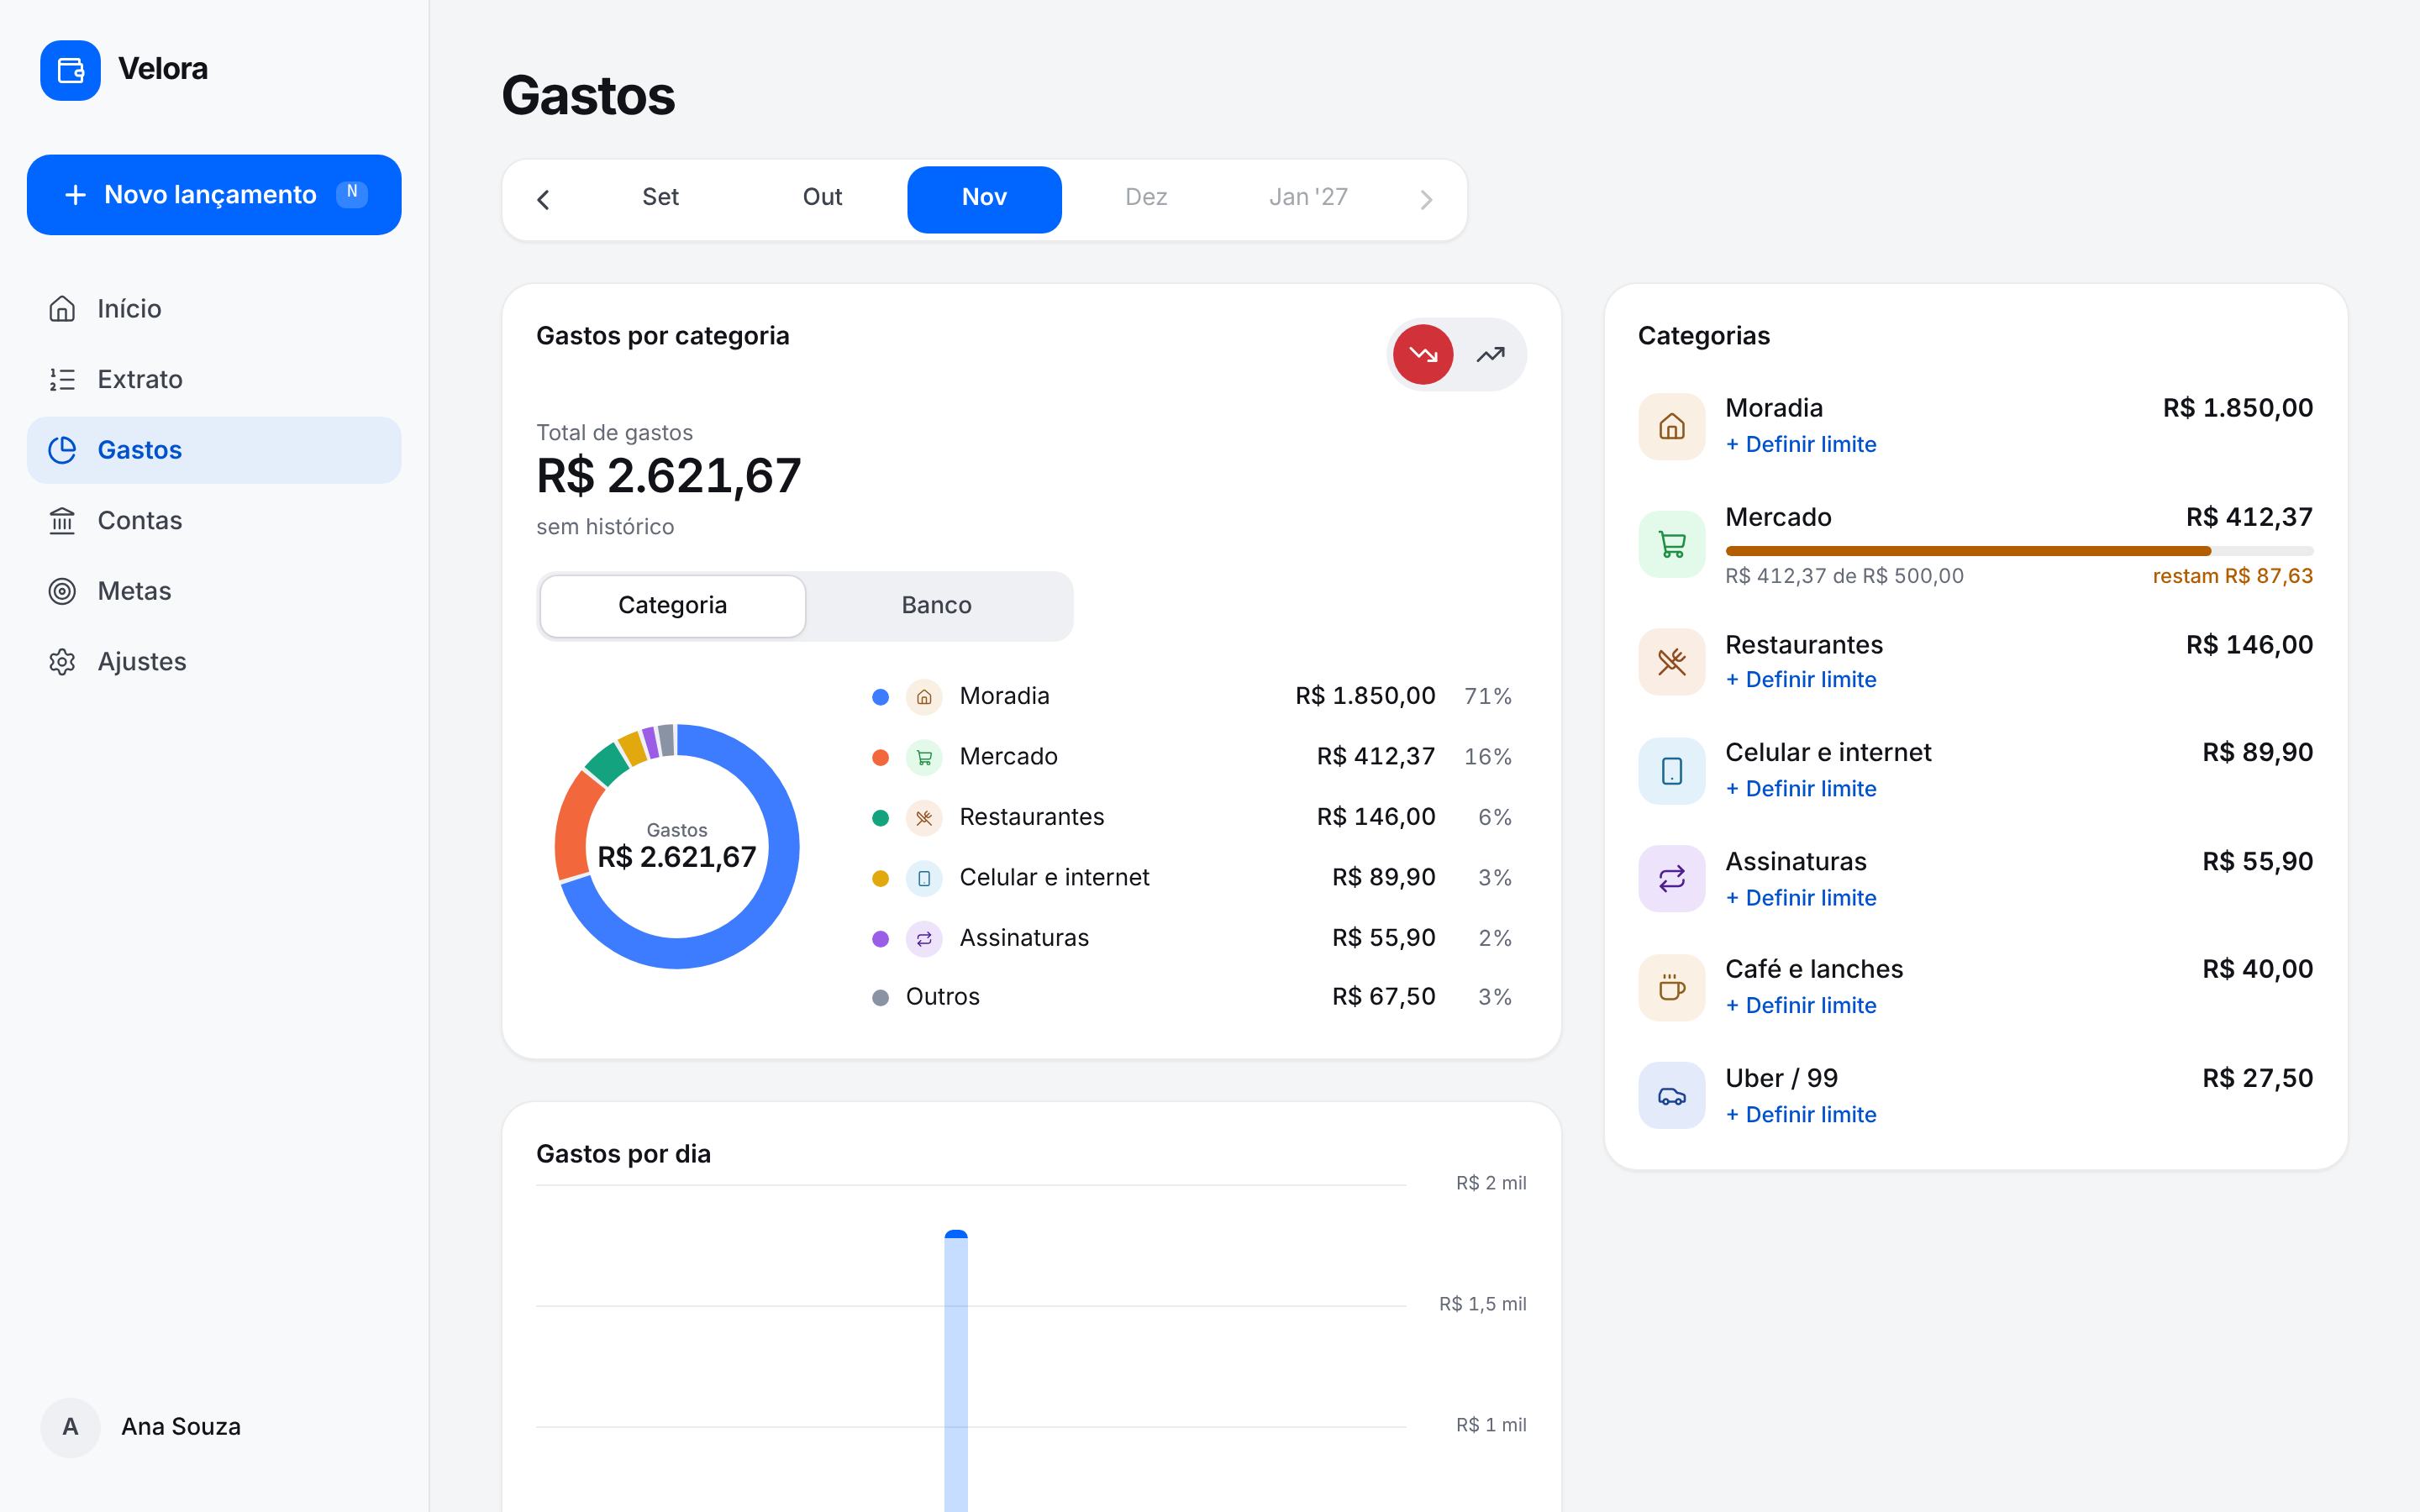 Velora
Novo lançamento N
Início
Extrato
Gastos
Contas
Metas
Ajustes
A Ana Souza
Gastos
Set Out Nov Dez Jan '27
Gastos por categoria
Total de gastos
R$ 2.621,67
sem histórico
Categoria Banco
Gastos
R$ 2.621,67
Moradia R$ 1.850,00 71%
Mercado R$ 412,37 16%
Restaurantes R$ 146,00 6%
Celular e internet R$ 89,90 3%
Assinaturas R$ 55,90 2%
Outros R$ 67,50 3%
Gastos por dia
R$ 2 mil
R$ 1,5 mil
R$ 1 mil
Categorias
Moradia R$ 1.850,00
+ Definir limite
Mercado R$ 412,37
R$ 412,37 de R$ 500,00 restam R$ 87,63
Restaurantes R$ 146,00
+ Definir limite
Celular e internet R$ 89,90
+ Definir limite
Assinaturas R$ 55,90
+ Definir limite
Café e lanches R$ 40,00
+ Definir limite
Uber / 99 R$ 27,50
+ Definir limite